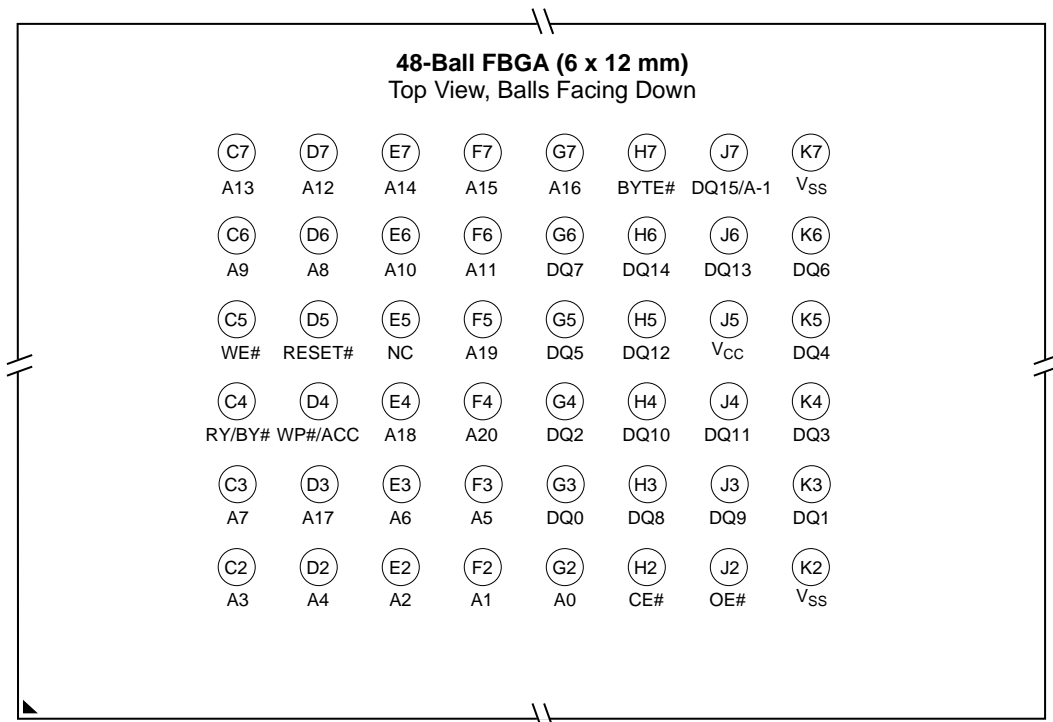 48-Ball FBGA (6 x 12 mm)
Top View, Balls Facing Down
C7 D7 E7 F7 G7 H7 J7 K7
A13 A12 A14 A15 A16 BYTE# DQ15/A-1 VSS
C6 D6 E6 F6 G6 H6 J6 K6
A9 A8 A10 A11 DQ7 DQ14 DQ13 DQ6
C5 D5 E5 F5 G5 H5 J5 K5
WE# RESET# NC A19 DQ5 DQ12 VCC DQ4
C4 D4 E4 F4 G4 H4 J4 K4
RY/BY# WP#/ACC A18 A20 DQ2 DQ10 DQ11 DQ3
C3 D3 E3 F3 G3 H3 J3 K3
A7 A17 A6 A5 DQ0 DQ8 DQ9 DQ1
C2 D2 E2 F2 G2 H2 J2 K2
A3 A4 A2 A1 A0 CE# OE# VSS